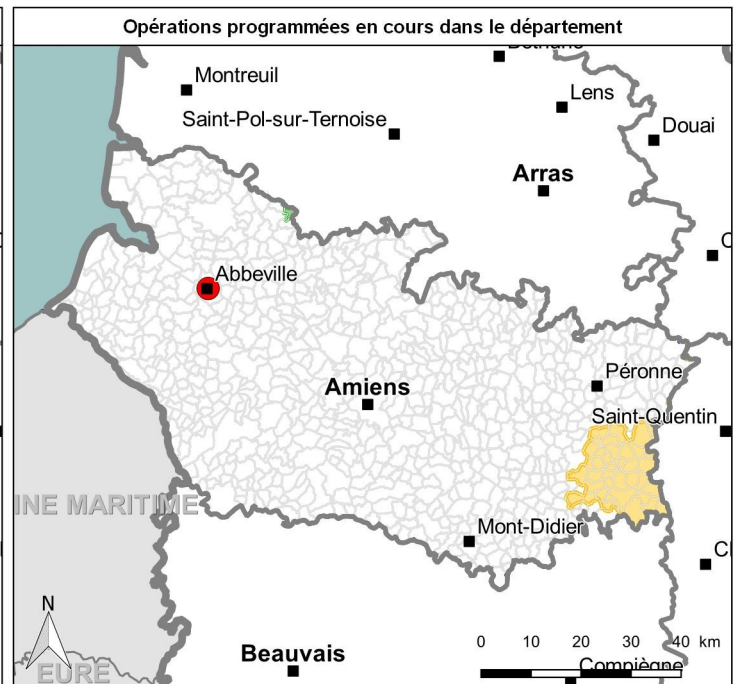 Opérations programmées en cours dans le département
Montreuil
Lens
Saint-Pol-sur-Ternoise
Douai
Arras
Abbeville
Péronne
Amiens
Saint-Quentin
INE MARITIME
Mont-Didier
N
0 10 20 30 40 km
Beauvais
Compiègne
EURE